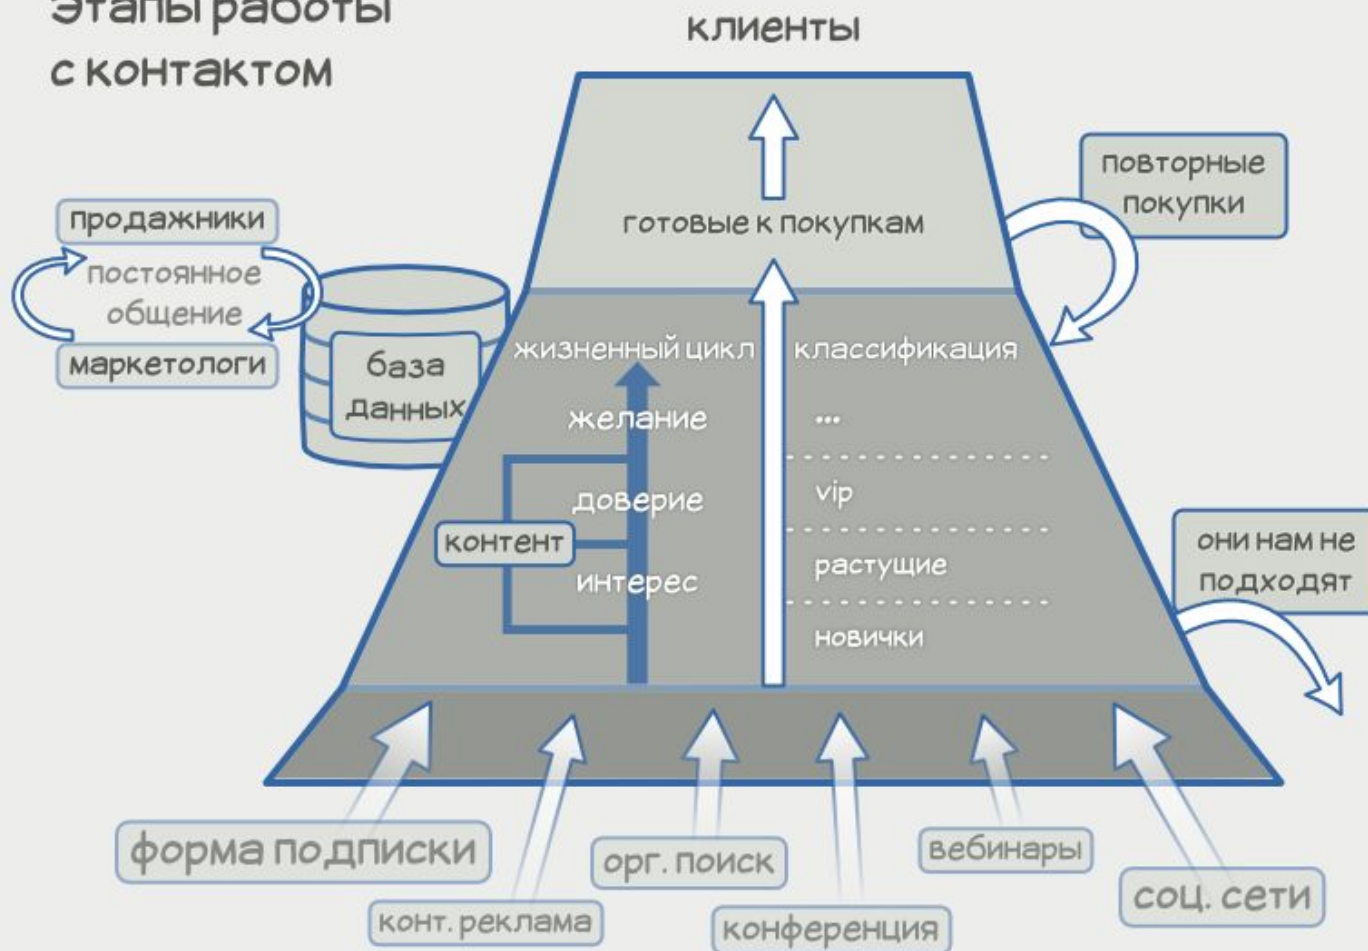 Этапы работы
с контактом
клиенты
повторные
покупки
готовые к покупкам
продажники
постоянное
общение
маркетологи
база
данных
жизненный цикл
классификация
желание
...
доверие
vip
контент
интерес
растущие
новички
они нам не
подходят
форма подписки
орг. поиск
вебинары
соц. сети
конт. реклама
конференция